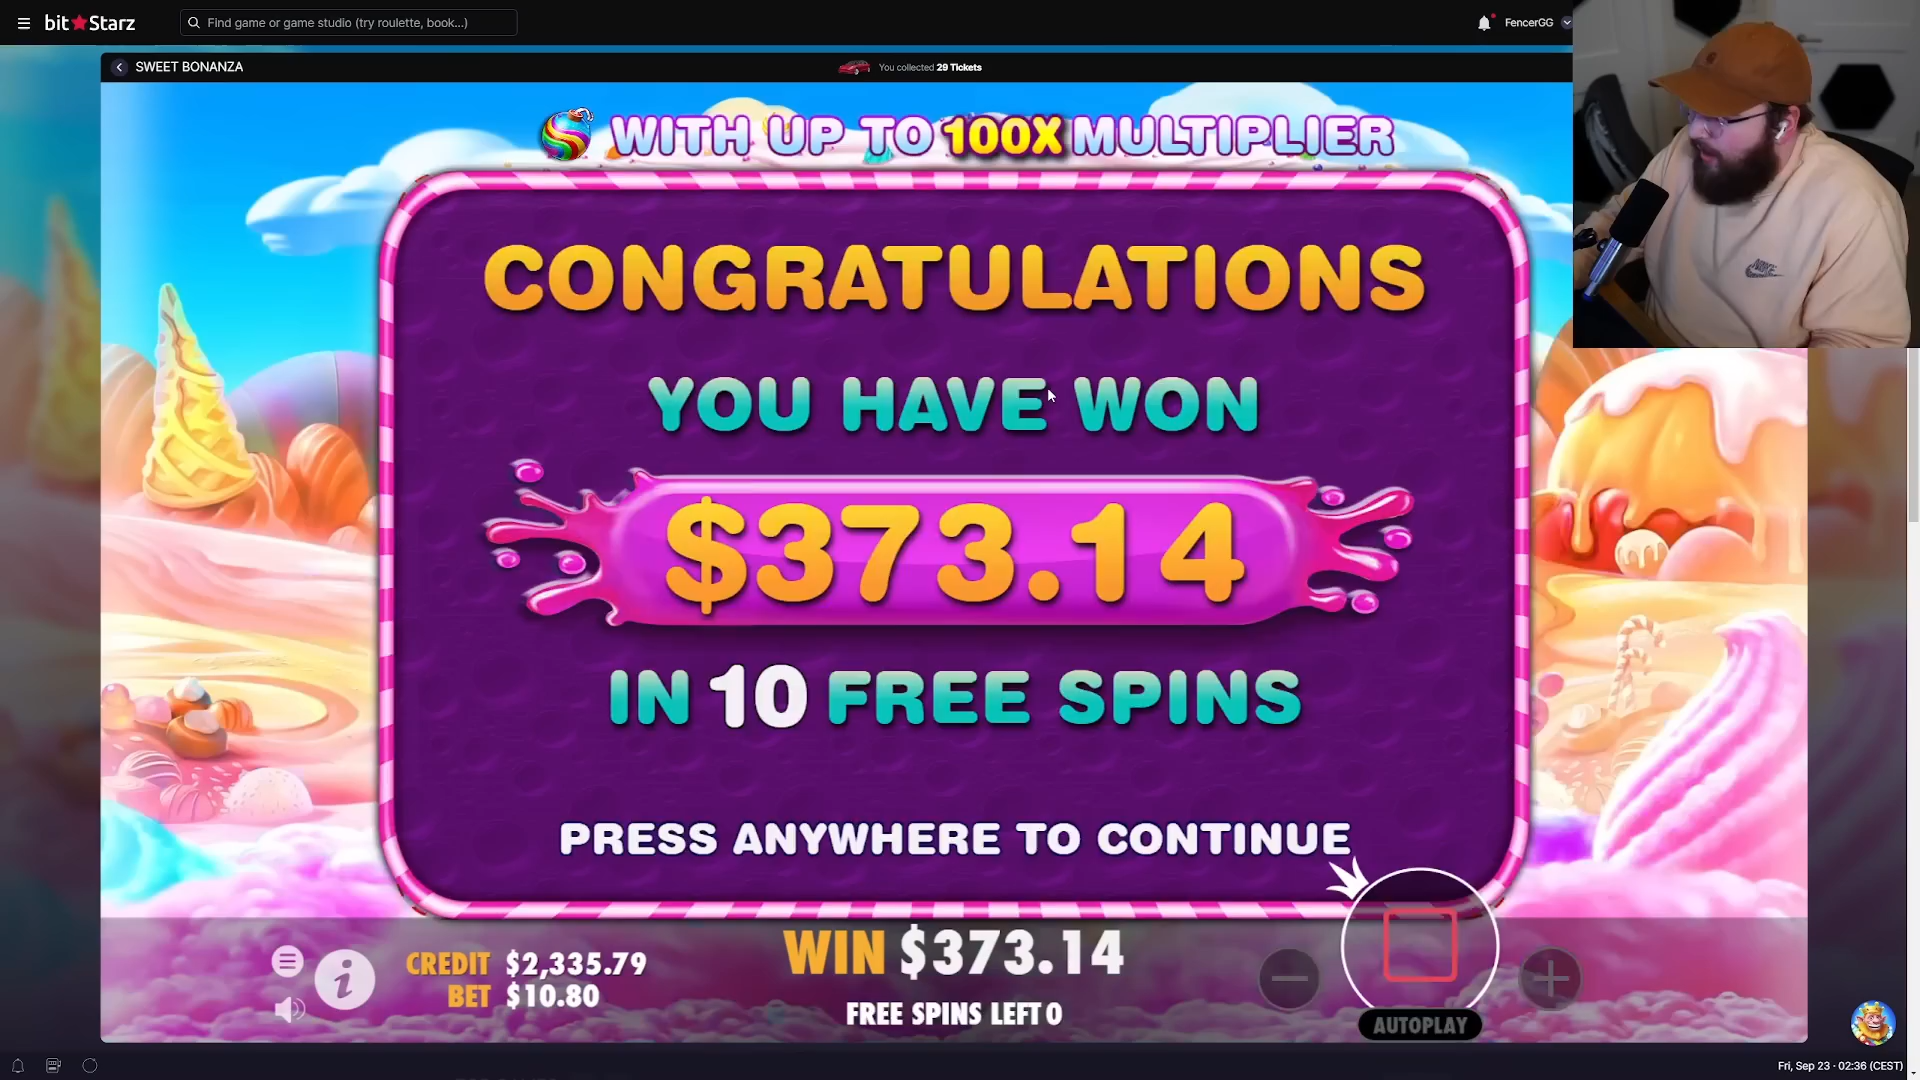 bit★Starz
Find game or game studio (try roulette, book...)
FencerGG
SWEET BONANZA
You collected 29 Tickets
WITH UP TO 100X MULTIPLIER
CONGRATULATIONS
YOU HAVE WON
$373.14
IN 10 FREE SPINS
PRESS ANYWHERE TO CONTINUE
CREDIT $2,335.79
BET $10.80
WIN $373.14
FREE SPINS LEFT 0
AUTOPLAY
NIKE
Fri, Sep 23 · 02:36 (CEST)